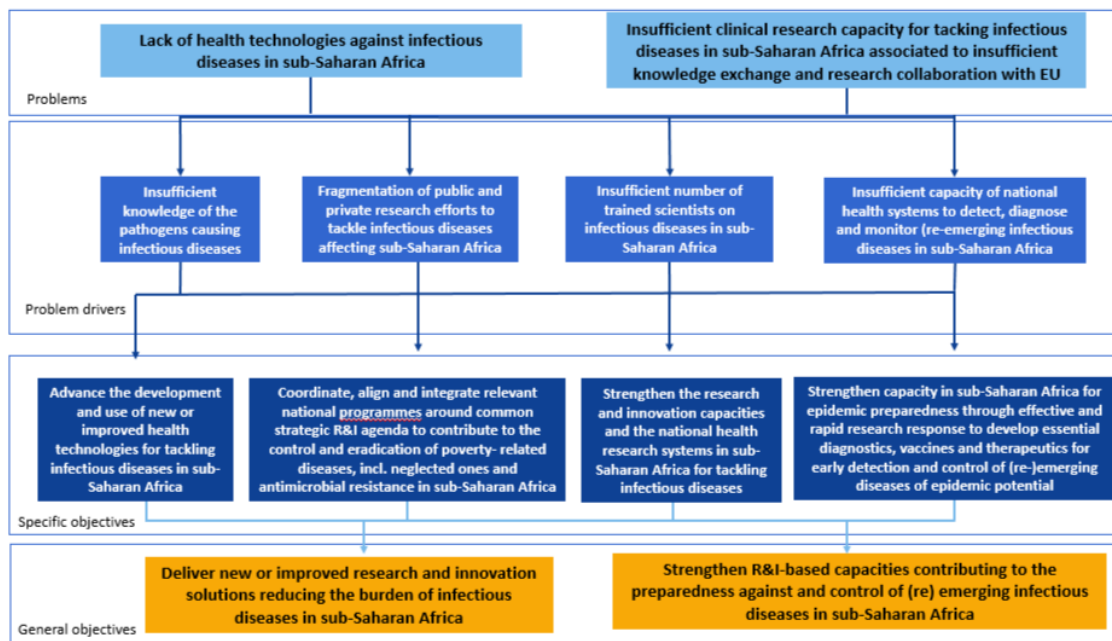 Lack of health technologies against infectious
diseases in sub-Saharan Africa
Insufficient clinical research capacity for tacking infectious
diseases in sub-Saharan Africa associated to insufficient
knowledge exchange and research collaboration with EU
Problems
Insufficient
knowledge of the
pathogens causing
infectious diseases
Fragmentation of public and
private research efforts to
tackle infectious diseases
affecting sub-Saharan Africa
Insufficient number of
trained scientists on
infectious diseases in sub-
Saharan Africa
Insufficient capacity of national
health systems to detect, diagnose
and monitor (re-emerging infectious
diseases in sub-Saharan Africa
Problem drivers
Advance the development
and use of new or
improved health
technologies for tackling
infectious diseases in sub-
Saharan Africa
Coordinate, align and integrate relevant
national programmes around common
strategic R&I agenda to contribute to the
control and eradication of poverty- related
diseases, incl. neglected ones and
antimicrobial resistance in sub-Saharan Africa
Strengthen the research
and innovation capacities
and the national health
research systems in sub-
Saharan Africa for tackling
infectious diseases
Strengthen capacity in sub-Saharan Africa for
epidemic preparedness through effective and
rapid research response to develop essential
diagnostics, vaccines and therapeutics for
early detection and control of (re-)emerging
diseases of epidemic potential
Specific objectives
Deliver new or improved research and innovation
solutions reducing the burden of infectious
diseases in sub-Saharan Africa
Strengthen R&I-based capacities contributing to the
preparedness against and control of (re) emerging infectious
diseases in sub-Saharan Africa
General objectives